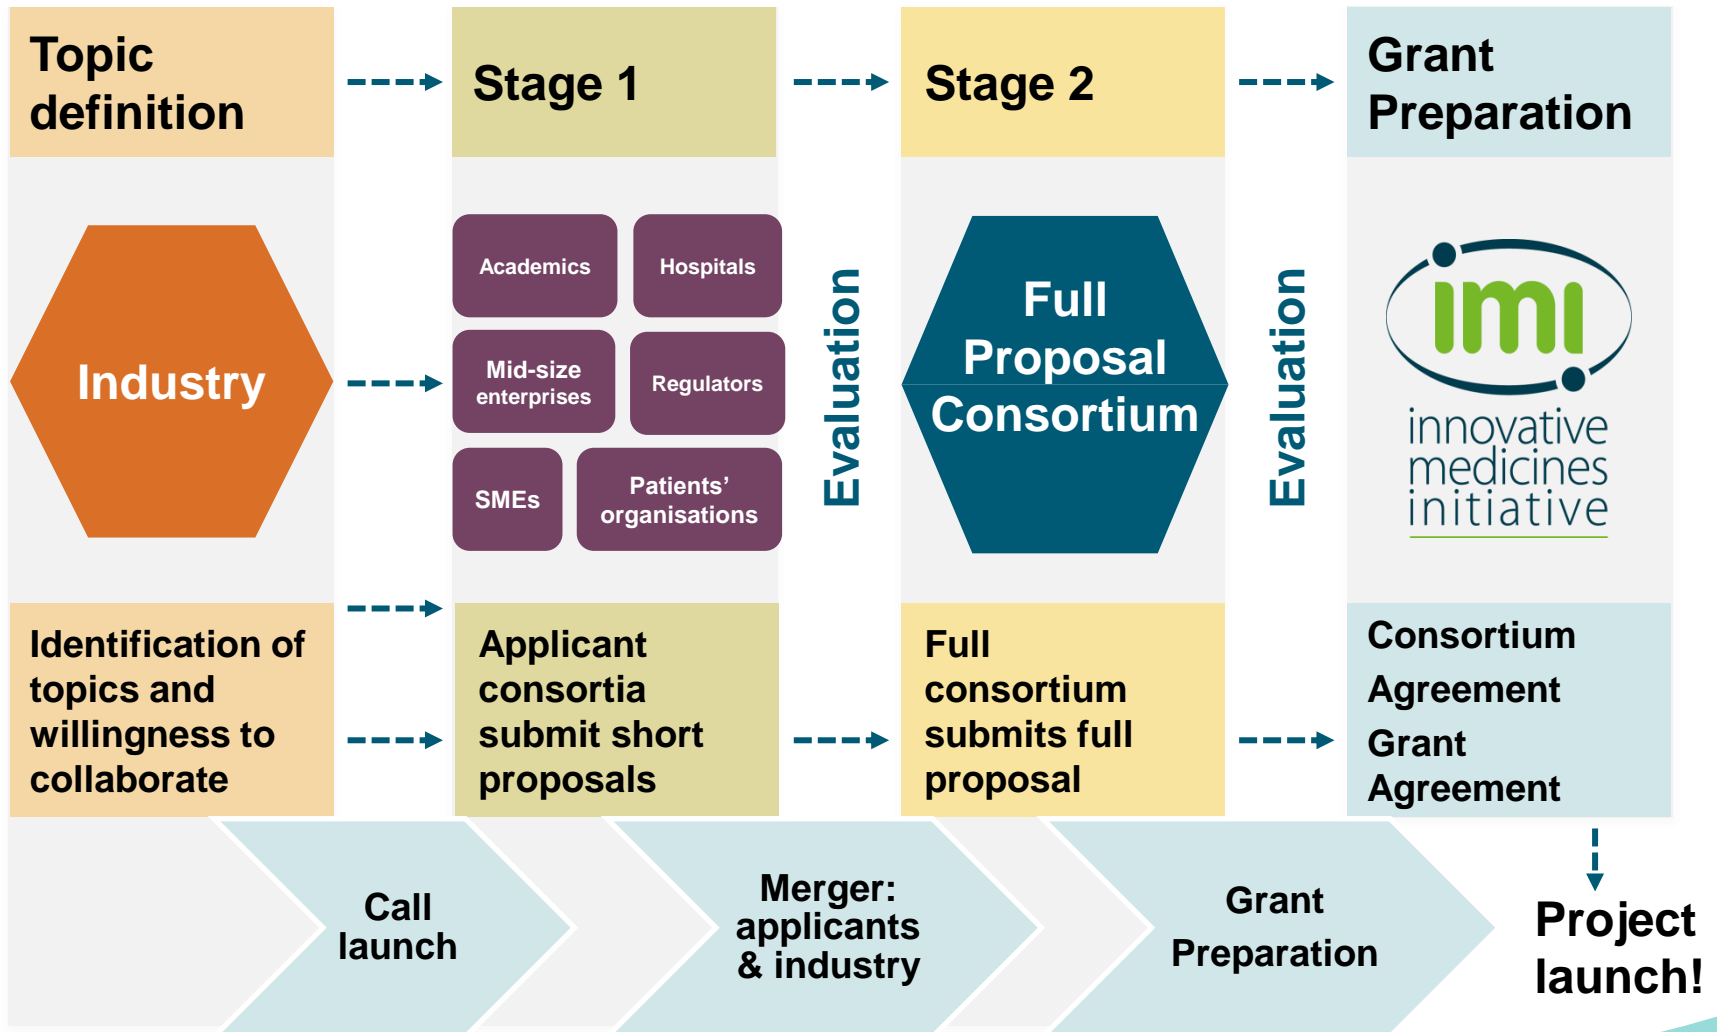 Topic
definition
Stage 1
Stage 2
Grant
Preparation
Industry
Academics
Hospitals
Mid-size
enterprises
Regulators
SMEs
Patients’
organisations
Evaluation
Full
Proposal
Consortium
Evaluation
imi
innovative
medicines
initiative
Identification of
topics and
willingness to
collaborate
Applicant
consortia
submit short
proposals
Full
consortium
submits full
proposal
Consortium
Agreement
Grant
Agreement
Call
launch
Merger:
applicants
& industry
Grant
Preparation
Project
launch!